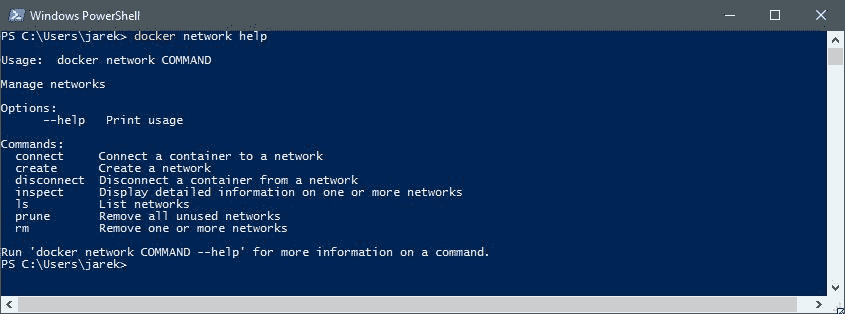 Windows PowerShell
PS C:\Users\jarek> docker network help
Usage:  docker network COMMAND
Manage networks
Options:
      --help   Print usage
Commands:
  connect     Connect a container to a network
  create      Create a network
  disconnect  Disconnect a container from a network
  inspect     Display detailed information on one or more networks
  ls          List networks
  prune       Remove all unused networks
  rm          Remove one or more networks
Run 'docker network COMMAND --help' for more information on a command.
PS C:\Users\jarek>